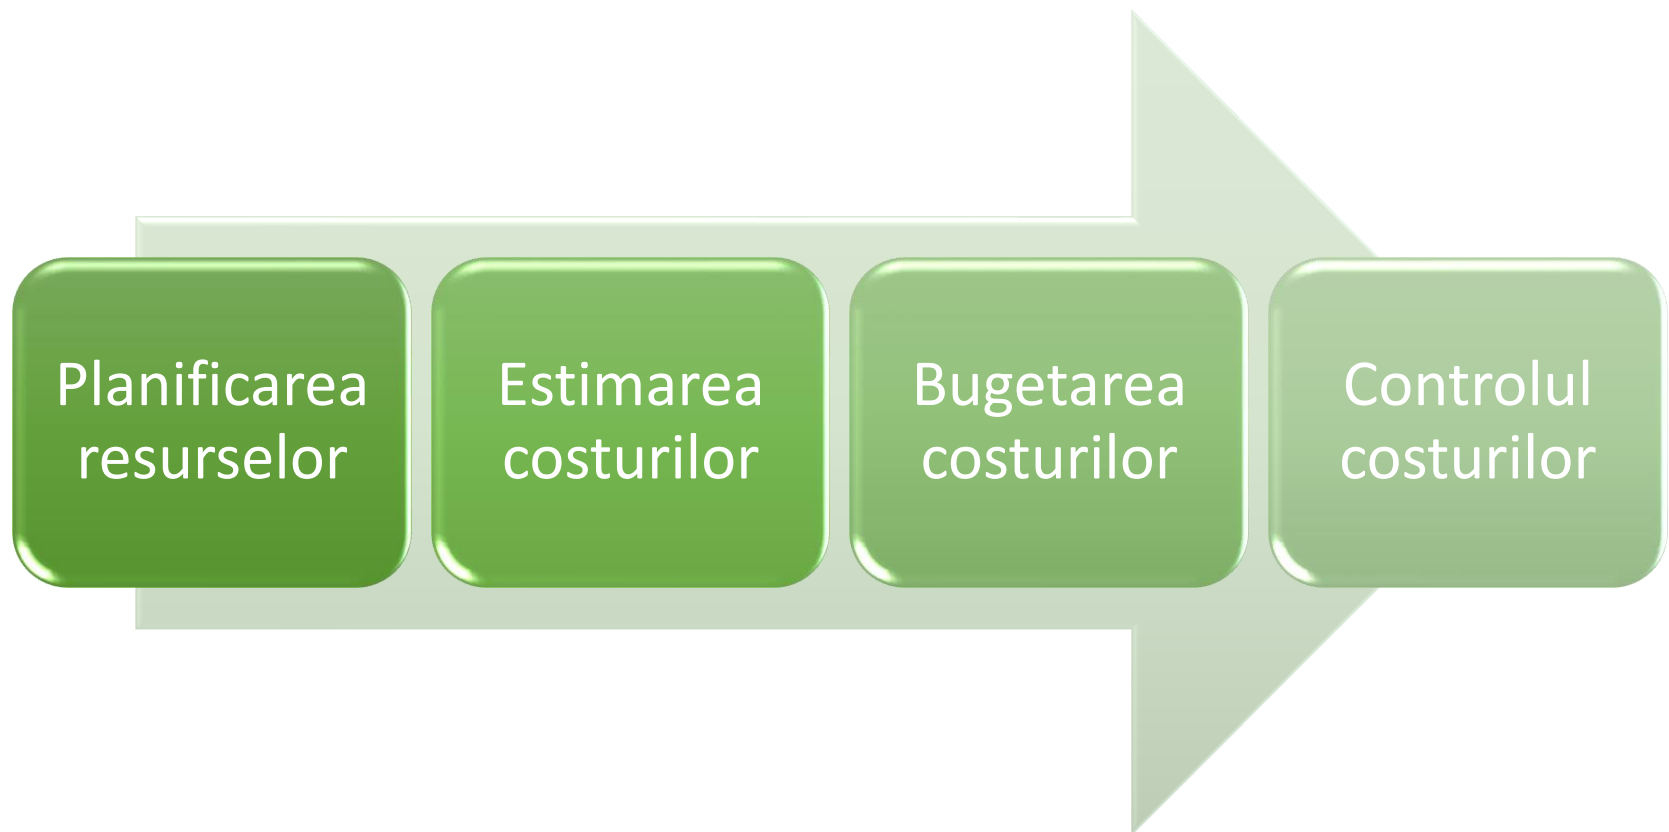 Planificarea
resurselor
Estimarea
costurilor
Bugetarea
costurilor
Controlul
costurilor